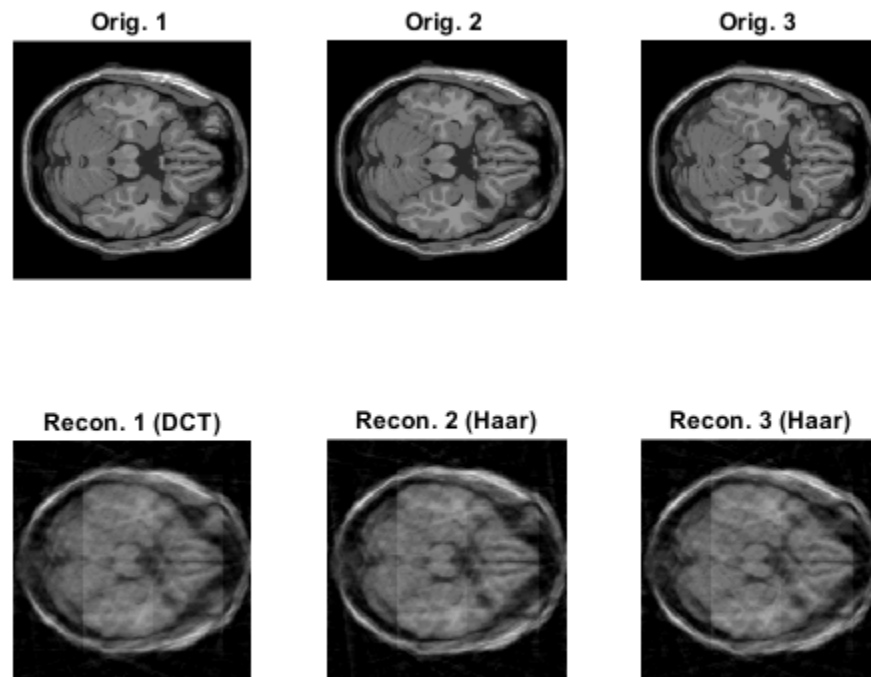 Orig. 1
Orig. 2
Orig. 3
Recon. 1 (DCT)
Recon. 2 (Haar)
Recon. 3 (Haar)